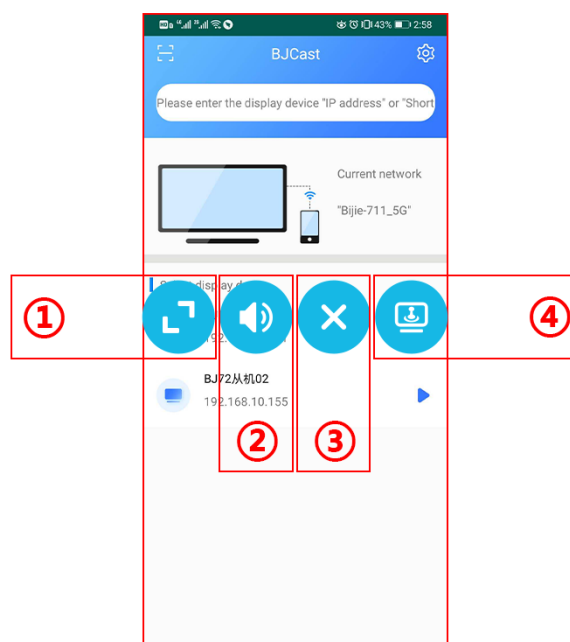 HD 43% 2:58
BJCast
Please enter the display device "IP address" or "Short
Current network
"Bijie-711_5G"
① ② ③ ④
BJ72从机02
192.168.10.155